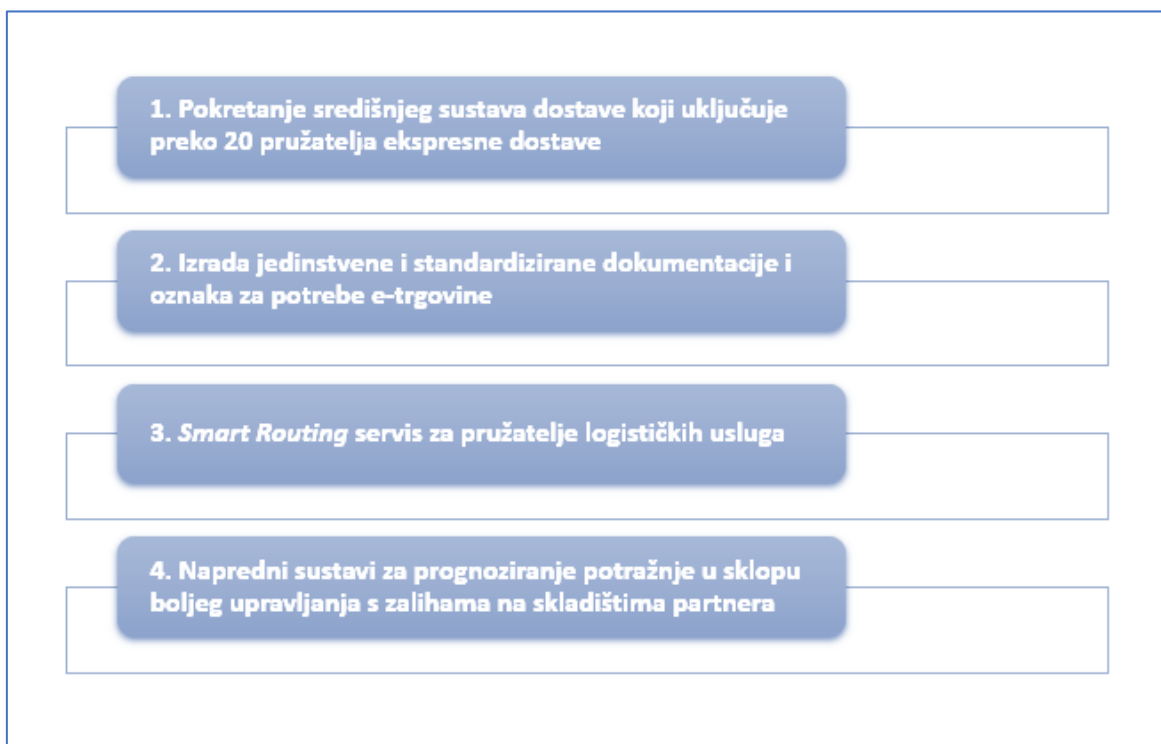 1. Pokretanje središnjeg sustava dostave koji uključuje
preko 20 pružatelja ekspresne dostave
2. Izrada jedinstvene i standardizirane dokumentacije i
oznaka za potrebe e-trgovine
3. Smart Routing servis za pružatelje logističkih usluga
4. Napredni sustavi za prognoziranje potražnje u sklopu
boljeg upravljanja s zalihama na skladištima partnera